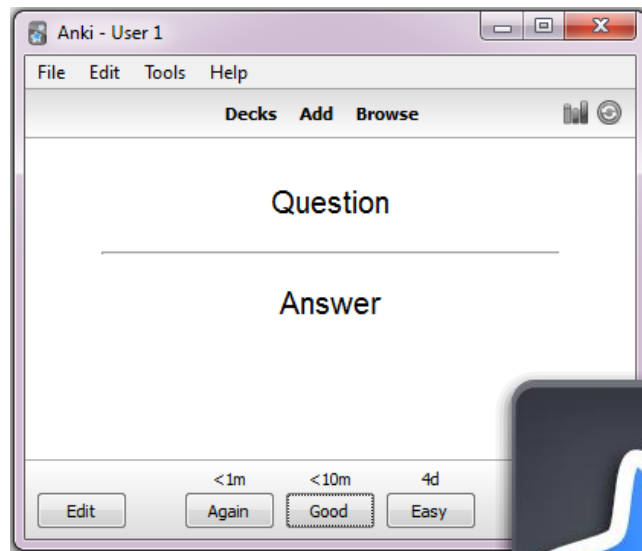 Anki - User 1
File Edit Tools Help
Decks Add Browse
Question
Answer
<1m <10m 4d
Edit Again Good Easy